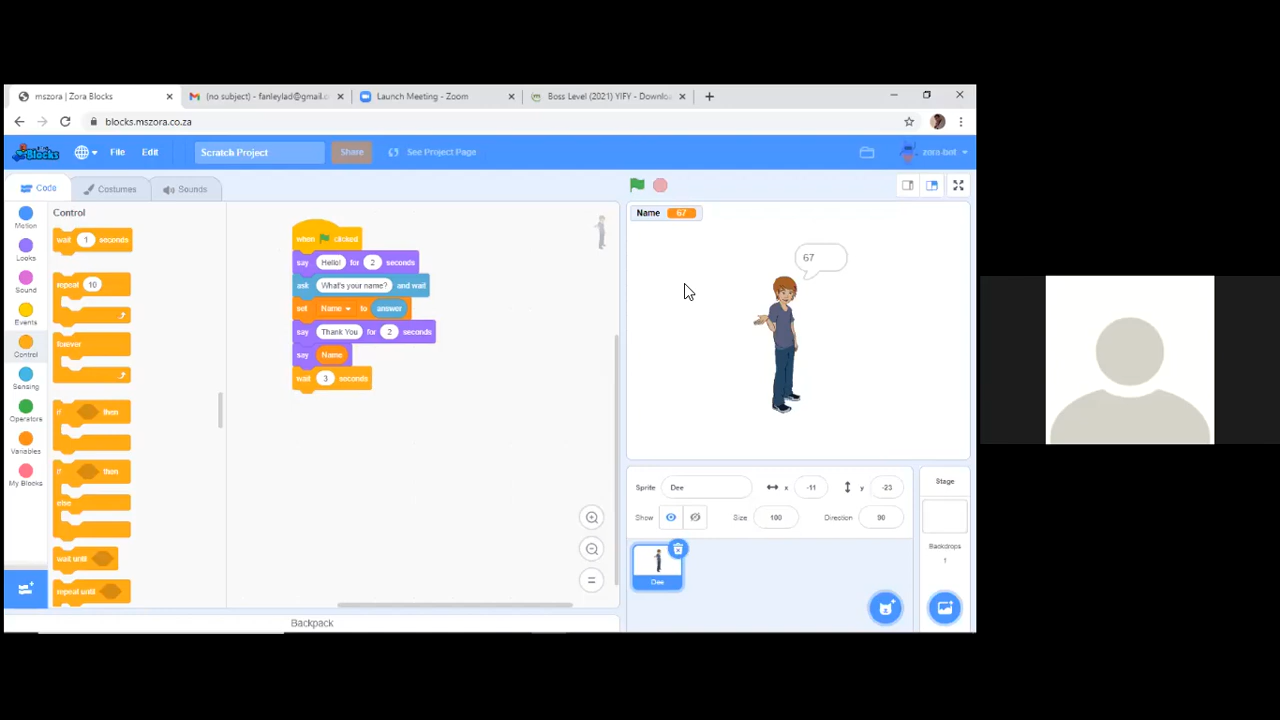 mszora | Zora Blocks
(no subject) - fanleylad@gmail.c
Launch Meeting - Zoom
Boss Level (2021) YIFY - Downloa
blocks.mszora.co.za
Blocks
File
Edit
Scratch Project
Share
See Project Page
zora-bot
Code
Costumes
Sounds
Motion
Looks
Sound
Events
Control
Sensing
Operators
Variables
My Blocks
Control
wait 1 seconds
repeat 10
forever
if then
if then
else
wait until
repeat until
when clicked
say Hello! for 2 seconds
ask What's your name? and wait
set Name to answer
say Thank You for 2 seconds
say Name
wait 3 seconds
Backpack
Name 67
67
Sprite Dee x -11 y -23
Show Size 100 Direction 90
Dee
Stage
Backdrops
1